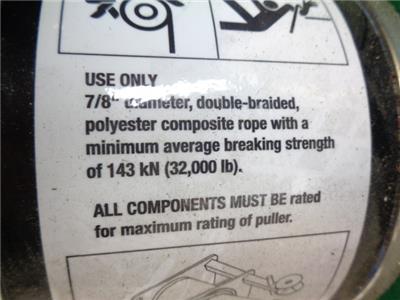 USE ONLY
7/8" diameter, double-braided,
polyester composite rope with a
minimum average breaking strength
of 143 kN (32,000 lb).
ALL COMPONENTS MUST BE rated
for maximum rating of puller.